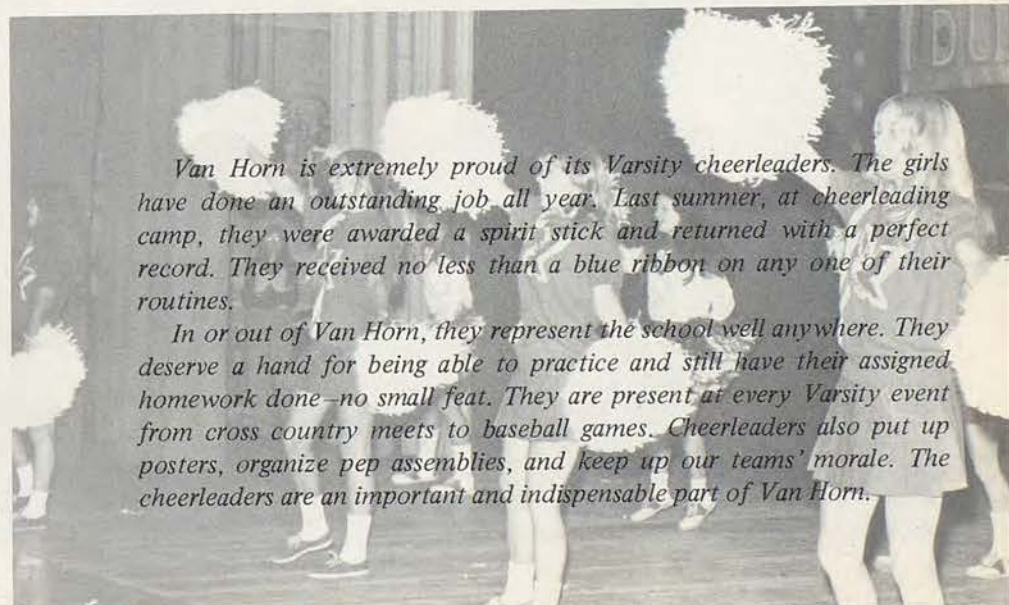 DU
Van Horn is extremely proud of its Varsity cheerleaders. The girls
have done an outstanding job all year. Last summer, at cheerleading
camp, they were awarded a spirit stick and returned with a perfect
record. They received no less than a blue ribbon on any one of their
routines.
In or out of Van Horn, they represent the school well anywhere. They
deserve a hand for being able to practice and still have their assigned
homework done—no small feat. They are present at every Varsity event
from cross country meets to baseball games. Cheerleaders also put up
posters, organize pep assemblies, and keep up our teams' morale. The
cheerleaders are an important and indispensable part of Van Horn.